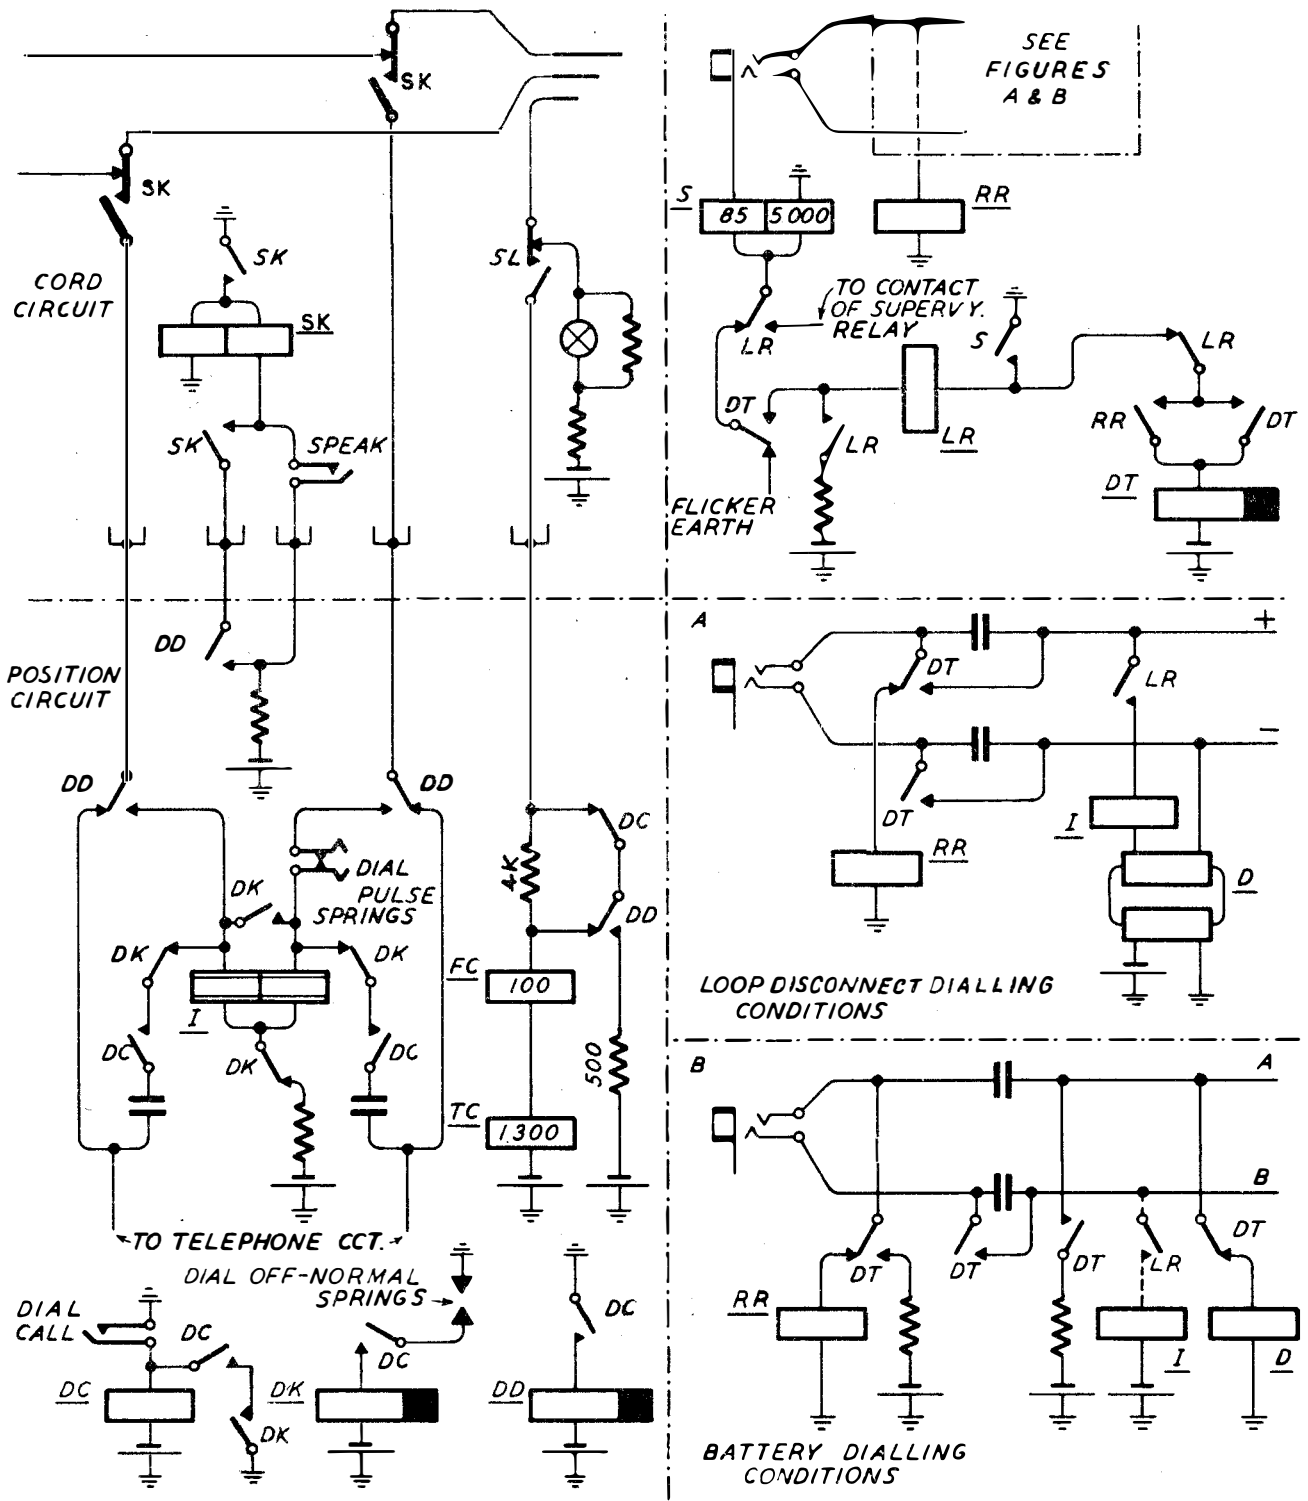 SK
SK
SK
SK
SL
CORD
CIRCUIT
SK
SPEAK
SEE
FIGURES
A & B
S
85
5000
RR
TO CONTACT
OF SUPERVY.
RELAY
LR
S
LR
DT
LR
LR
RR
DT
DT
FLICKER
EARTH
DD
POSITION
CIRCUIT
DD
DD
DIAL
PULSE
SPRINGS
DK
DK
DK
I
DC
DK
DC
4K
DC
DD
FC
100
500
TC
1,300
TO TELEPHONE CCT.
DIAL OFF-NORMAL
SPRINGS
DIAL
CALL
DC
DC
DK
DK
DC
DC
DD
A
+
DT
LR
-
DT
RR
I
D
LOOP DISCONNECT DIALLING
CONDITIONS
B
A
B
DT
DT
DT
LR
DT
RR
I
D
BATTERY DIALLING
CONDITIONS